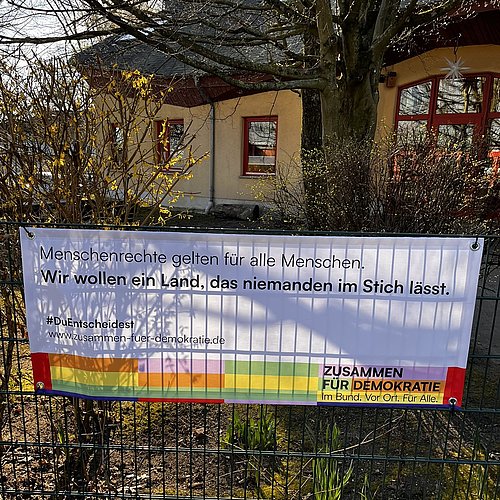 Menschenrechte gelten für alle Menschen.
Wir wollen ein Land, das niemanden im Stich lässt.
#DuEntscheidest
www.zusammen-fuer-demokratie.de
ZUSAMMEN
FÜR DEMOKRATIE
Im Bund. Vor Ort. Für Alle.